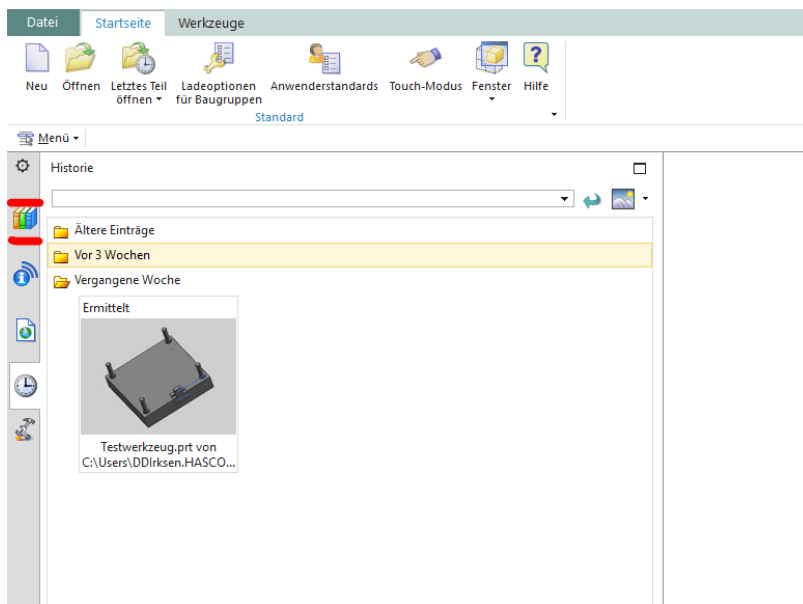 Datei Startseite Werkzeuge
Neu Öffnen Letztes Teil Ladeoptionen Anwenderstandards Touch-Modus Fenster Hilfe
öffnen für Baugruppen
Standard
Menü
Historie
Ältere Einträge
Vor 3 Wochen
Vergangene Woche
Ermittelt
Testwerkzeug.prt von
C:\Users\DDIrksen.HASCO...